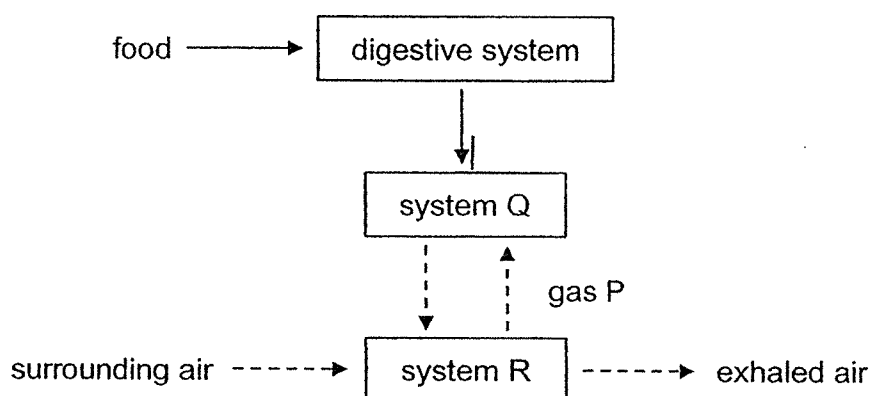 food
digestive system
system Q
gas P
surrounding air
system R
exhaled air